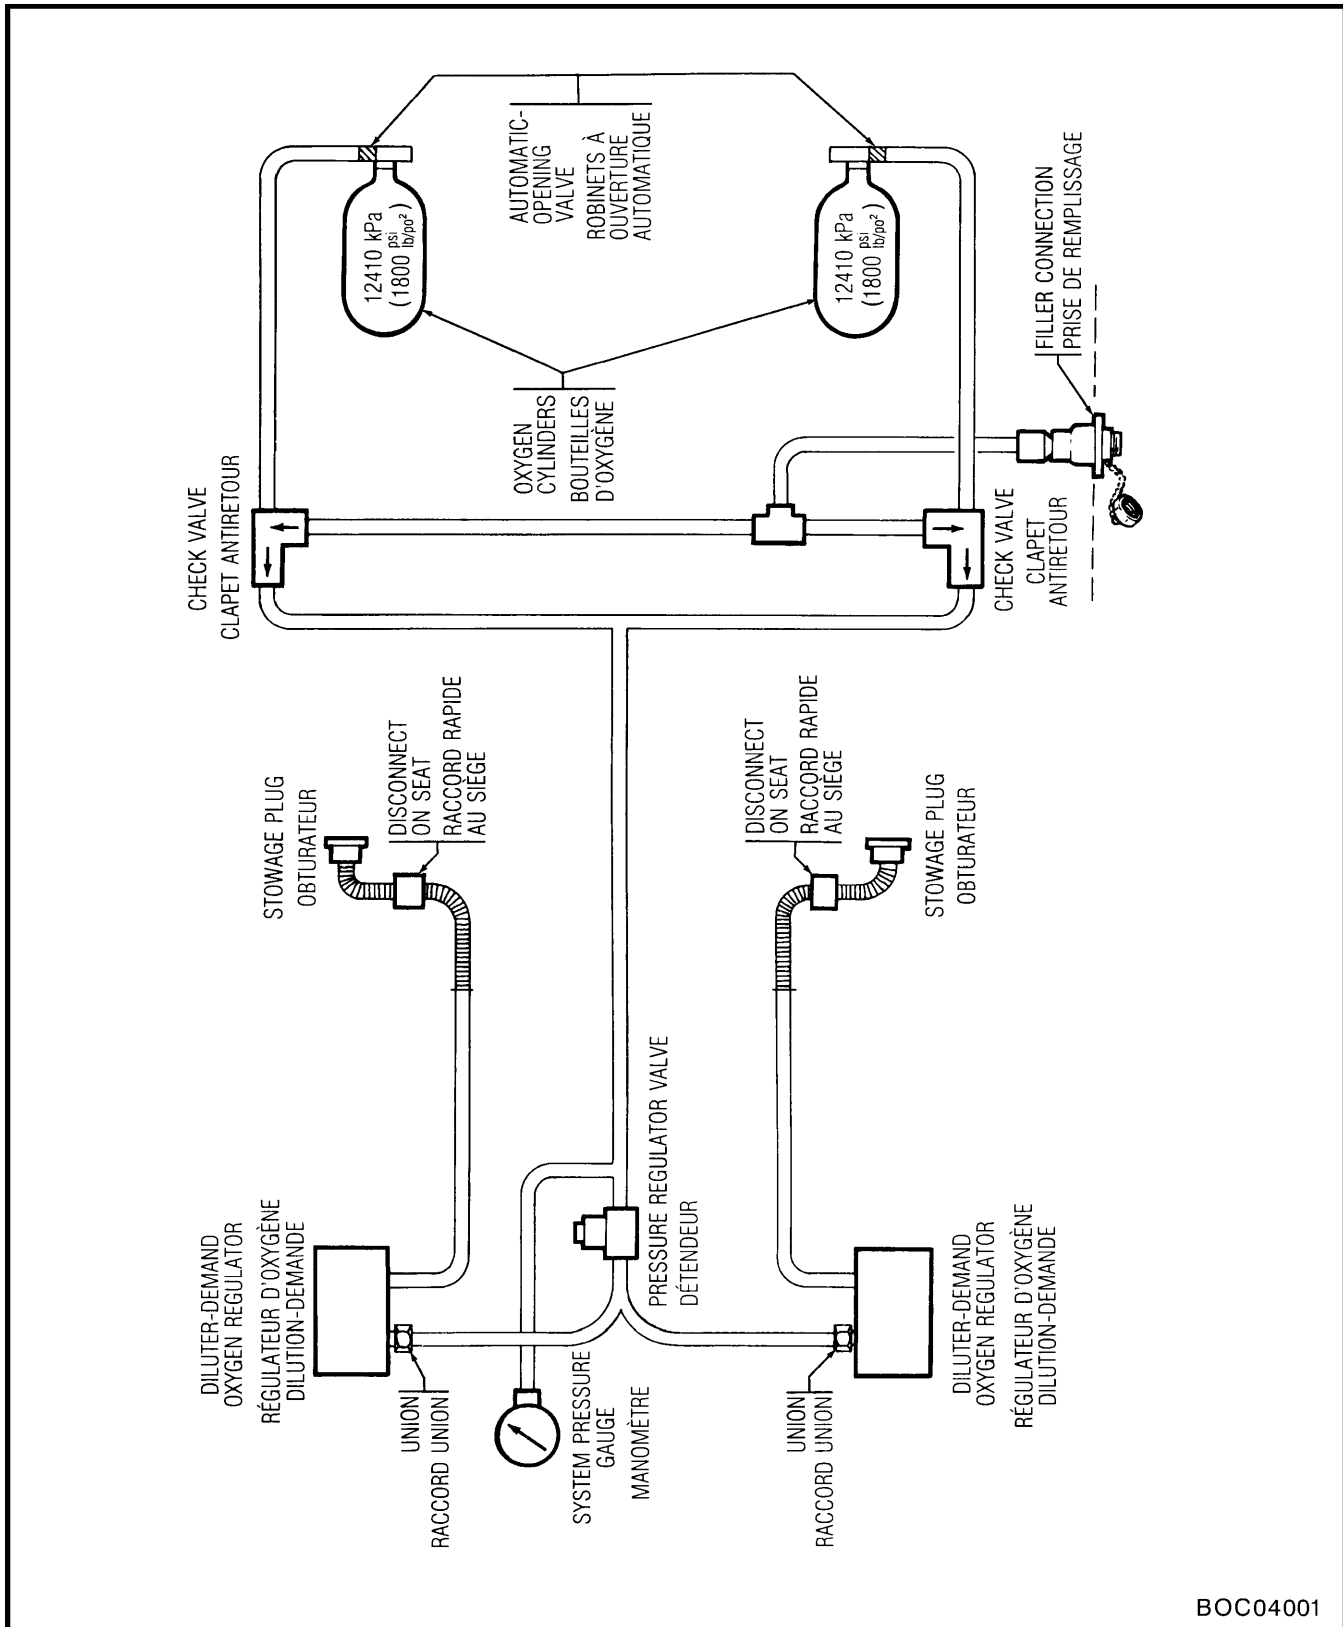 DILUTER-DEMAND
OXYGEN REGULATOR
RÉGULATEUR D'OXYGÈNE
DILUTION-DEMANDE
STOWAGE PLUG
OBTURATEUR
CHECK VALVE
CLAPET ANTIRETOUR
UNION
RACCORD UNION
DISCONNECT
ON SEAT
RACCORD RAPIDE
AU SIÈGE
12410 kPa
(1800 psi
lb/po²)
OXYGEN
CYLINDERS
BOUTEILLES
D'OXYGÈNE
AUTOMATIC-
OPENING
VALVE
ROBINETS À
OUVERTURE
AUTOMATIQUE
SYSTEM PRESSURE
GAUGE
MANOMÈTRE
PRESSURE REGULATOR VALVE
DÉTENDEUR
DISCONNECT
ON SEAT
RACCORD RAPIDE
AU SIÈGE
UNION
RACCORD UNION
12410 kPa
(1800 psi
lb/po²)
DILUTER-DEMAND
OXYGEN REGULATOR
RÉGULATEUR D'OXYGÈNE
DILUTION-DEMANDE
STOWAGE PLUG
OBTURATEUR
CHECK VALVE
CLAPET
ANTIRETOUR
FILLER CONNECTION
PRISE DE REMPLISSAGE
BOC04001